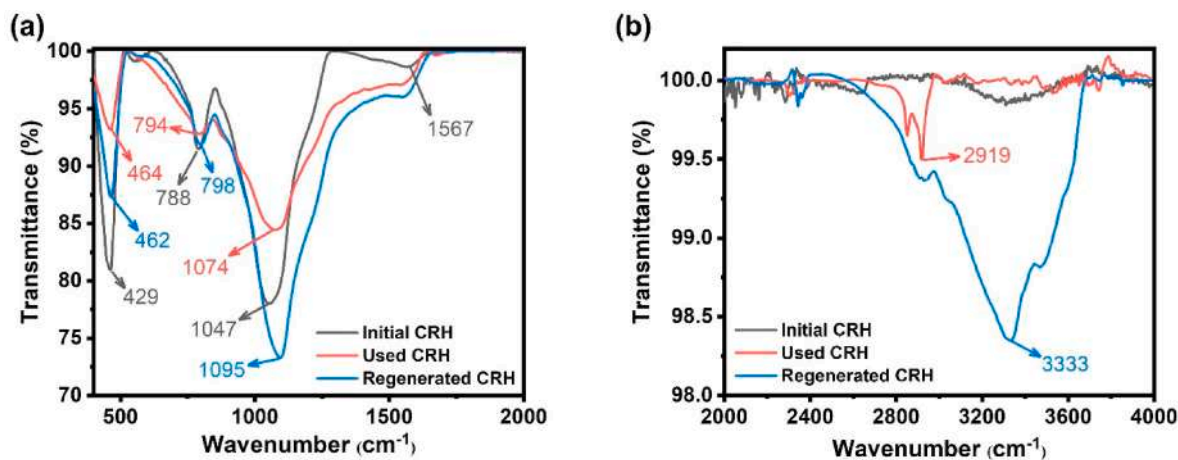 (a)
100
95
90
85
80
75
70
Transmittance (%)
794
464
788
798
462
429
1074
1047
1095
1567
Initial CRH
Used CRH
Regenerated CRH
500
1000
1500
2000
Wavenumber (cm⁻¹)
(b)
100.0
99.5
99.0
98.5
98.0
Transmittance (%)
2919
3333
Initial CRH
Used CRH
Regenerated CRH
2000
2400
2800
3200
3600
4000
Wavenumber (cm⁻¹)